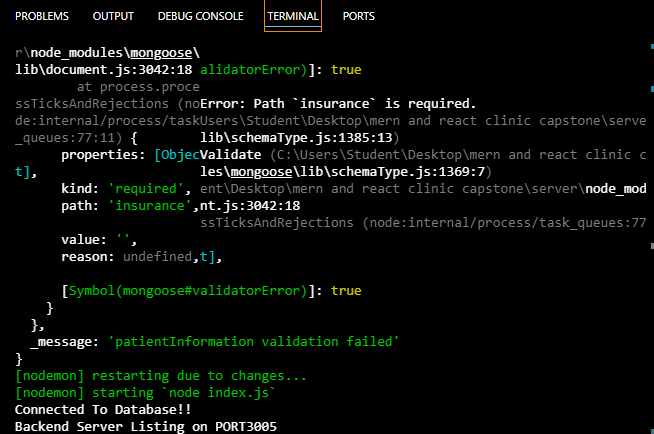 PROBLEMS OUTPUT DEBUG CONSOLE TERMINAL PORTS
r\node_modules\mongoose\
lib\document.js:3042:18 alidatorError)]: true
at process.proce
ssTicksAndRejections (noError: Path `insurance` is required.
de:internal/process/taskUsers\Student\Desktop\mern and react clinic capstone\serve
_queues:77:11) { lib\schemaType.js:1385:13)
properties: [ObjecValidate (C:\Users\Student\Desktop\mern and react clinic c
t], les\mongoose\lib\schemaType.js:1369:7)
kind: 'required', ent\Desktop\mern and react clinic capstone\server\node_mod
path: 'insurance',nt.js:3042:18
ssTicksAndRejections (node:internal/process/task_queues:77
value: '',
reason: undefined,t],
[Symbol(mongoose#validatorError)]: true
}
},
_message: 'patientInformation validation failed'
}
[nodemon] restarting due to changes...
[nodemon] starting `node index.js`
Connected To Database!!
Backend Server Listing on PORT3005